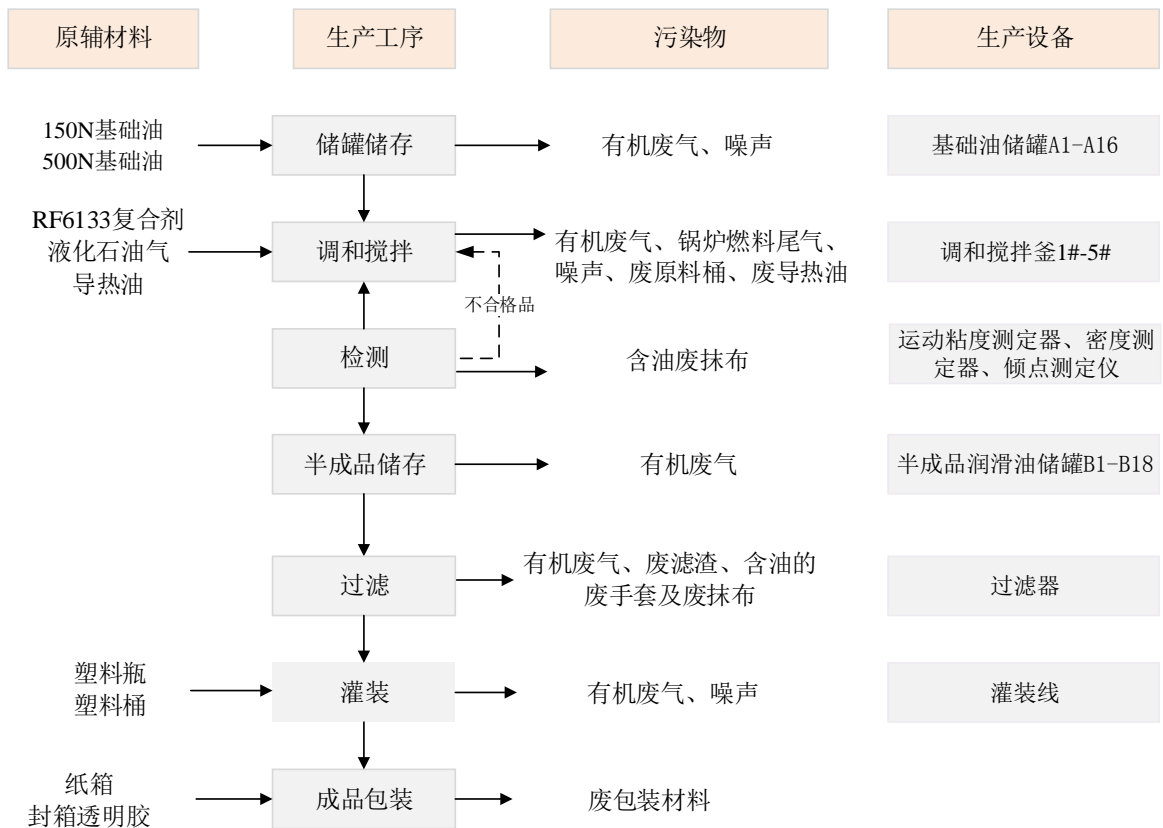 原辅材料
生产工序
污染物
生产设备
150N基础油
500N基础油
储罐储存
有机废气、噪声
基础油储罐A1-A16
RF6133复合剂
液化石油气
导热油
调和搅拌
有机废气、锅炉燃料尾气、
噪声、废原料桶、废导热油
调和搅拌釜1#-5#
不合格品
检测
含油废抹布
运动粘度测定器、密度测
定器、倾点测定仪
半成品储存
有机废气
半成品润滑油储罐B1-B18
过滤
有机废气、废滤渣、含油的
废手套及废抹布
过滤器
塑料瓶
塑料桶
灌装
有机废气、噪声
灌装线
纸箱
封箱透明胶
成品包装
废包装材料